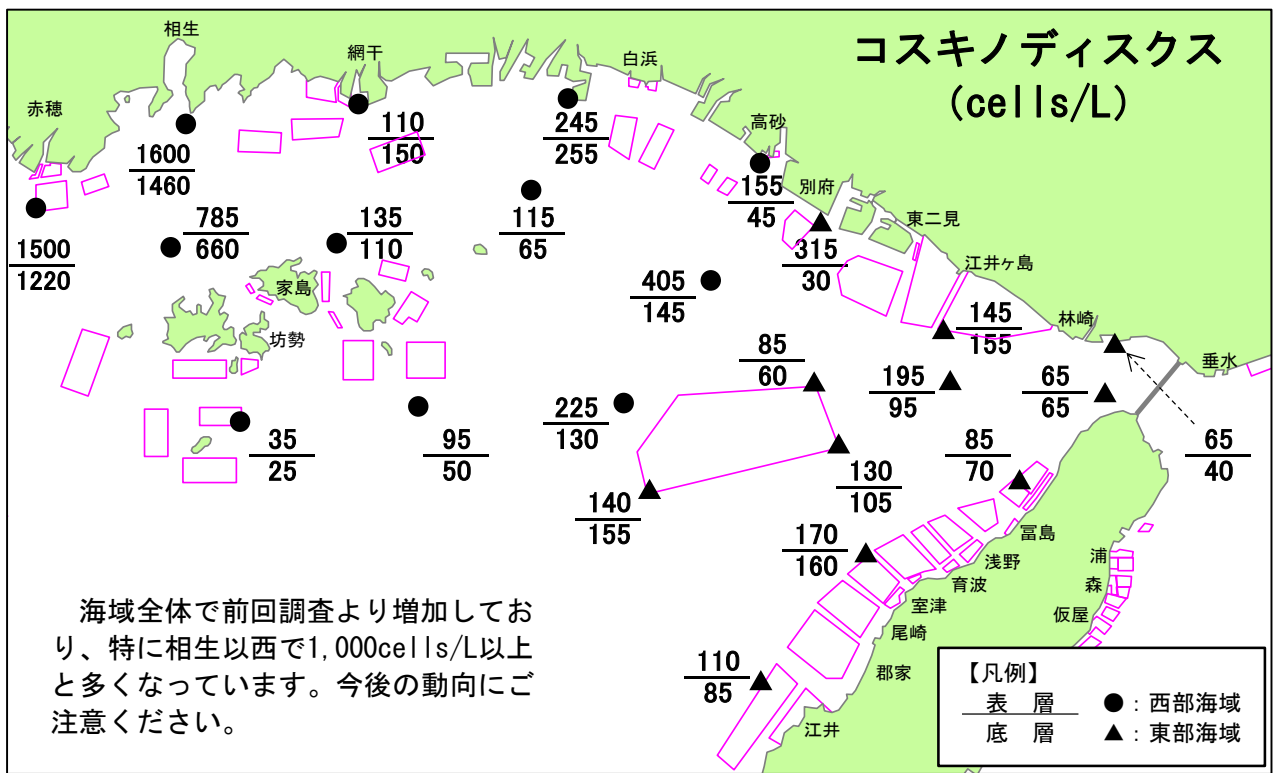 コスキノディスクス
(cells/L)
相生
網干
白浜
赤穂
高砂
別府
東二見
江井ヶ島
林崎
垂水
家島
坊勢
1600
1460
110
150
245
255
155
45
1500
1220
785
660
135
110
115
65
315
30
405
145
145
155
85
60
195
95
65
65
65
40
35
25
95
50
225
130
85
70
130
105
140
155
170
160
110
85
冨島
浅野
育波
室津
尾崎
郡家
江井
浦
森
仮屋
海域全体で前回調査より増加してお
り、特に相生以西で1,000cells/L以上
と多くなっています。今後の動向にご
注意ください。
【凡例】
表 層
底 層
●：西部海域
▲：東部海域